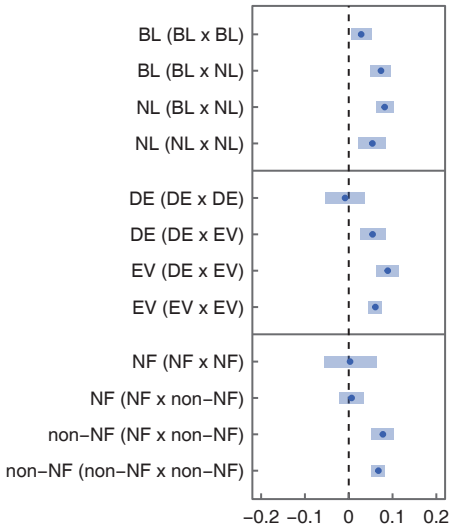 BL (BL x BL)
BL (BL x NL)
NL (BL x NL)
NL (NL x NL)
DE (DE x DE)
DE (DE x EV)
EV (DE x EV)
EV (EV x EV)
NF (NF x NF)
NF (NF x non−NF)
non−NF (NF x non−NF)
non−NF (non−NF x non−NF)
−0.2 −0.1 0 0.1 0.2